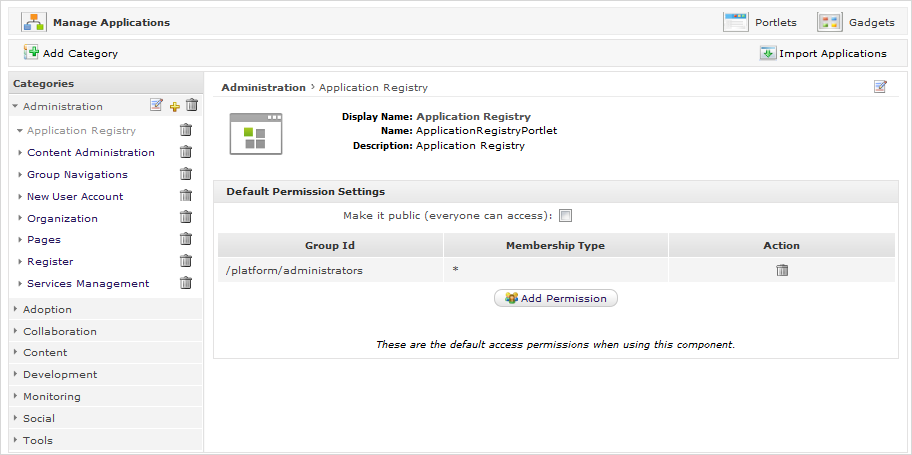 Manage Applications
Portlets
Gadgets
Add Category
Import Applications
Categories
Administration
Application Registry
Content Administration
Group Navigations
New User Account
Organization
Pages
Register
Services Management
Adoption
Collaboration
Content
Development
Monitoring
Social
Tools
Administration › Application Registry
Display Name: Application Registry
Name: ApplicationRegistryPortlet
Description: Application Registry
Default Permission Settings
Make it public (everyone can access):
Group Id Membership Type Action
/platform/administrators *
Add Permission
These are the default access permissions when using this component.